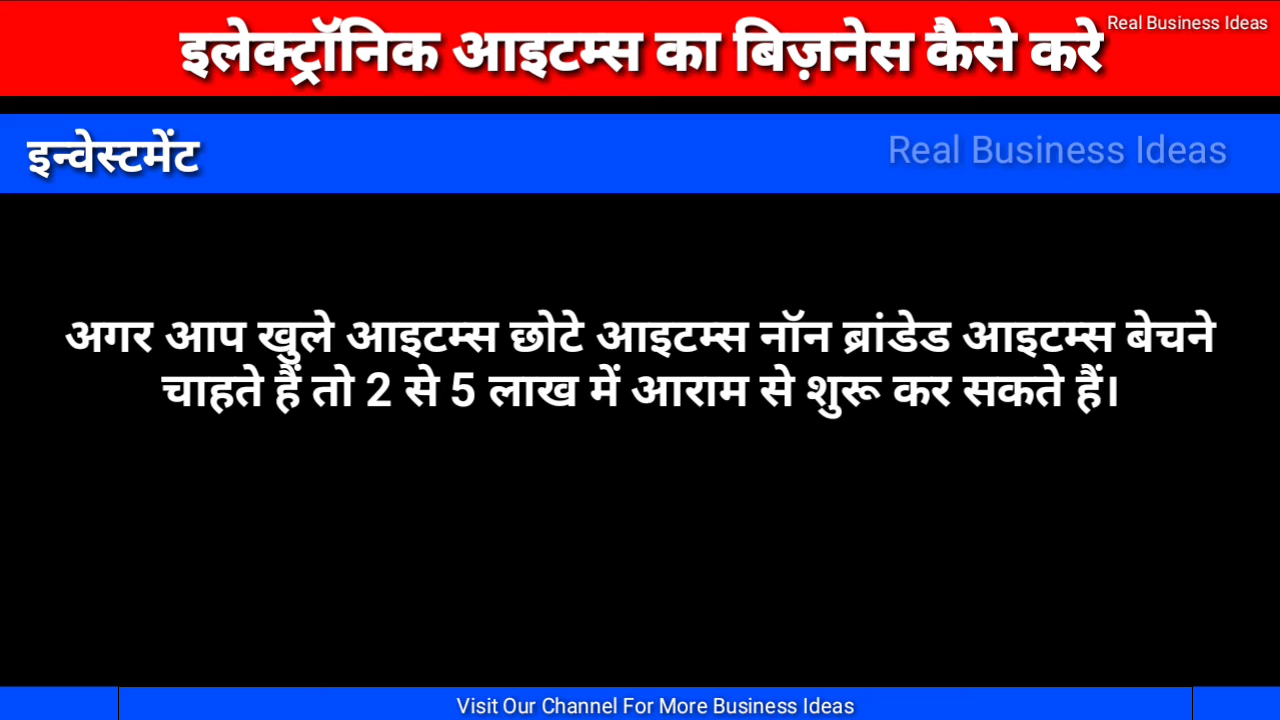 इलेक्ट्रॉनिक आइटम्स का बिज़नेस कैसे करे
Real Business Ideas
इन्वेस्टमेंट
Real Business Ideas
अगर आप खुले आइटम्स छोटे आइटम्स नॉन ब्रांडेड आइटम्स बेचने
चाहते हैं तो 2 से 5 लाख में आराम से शुरू कर सकते हैं।
Visit Our Channel For More Business Ideas